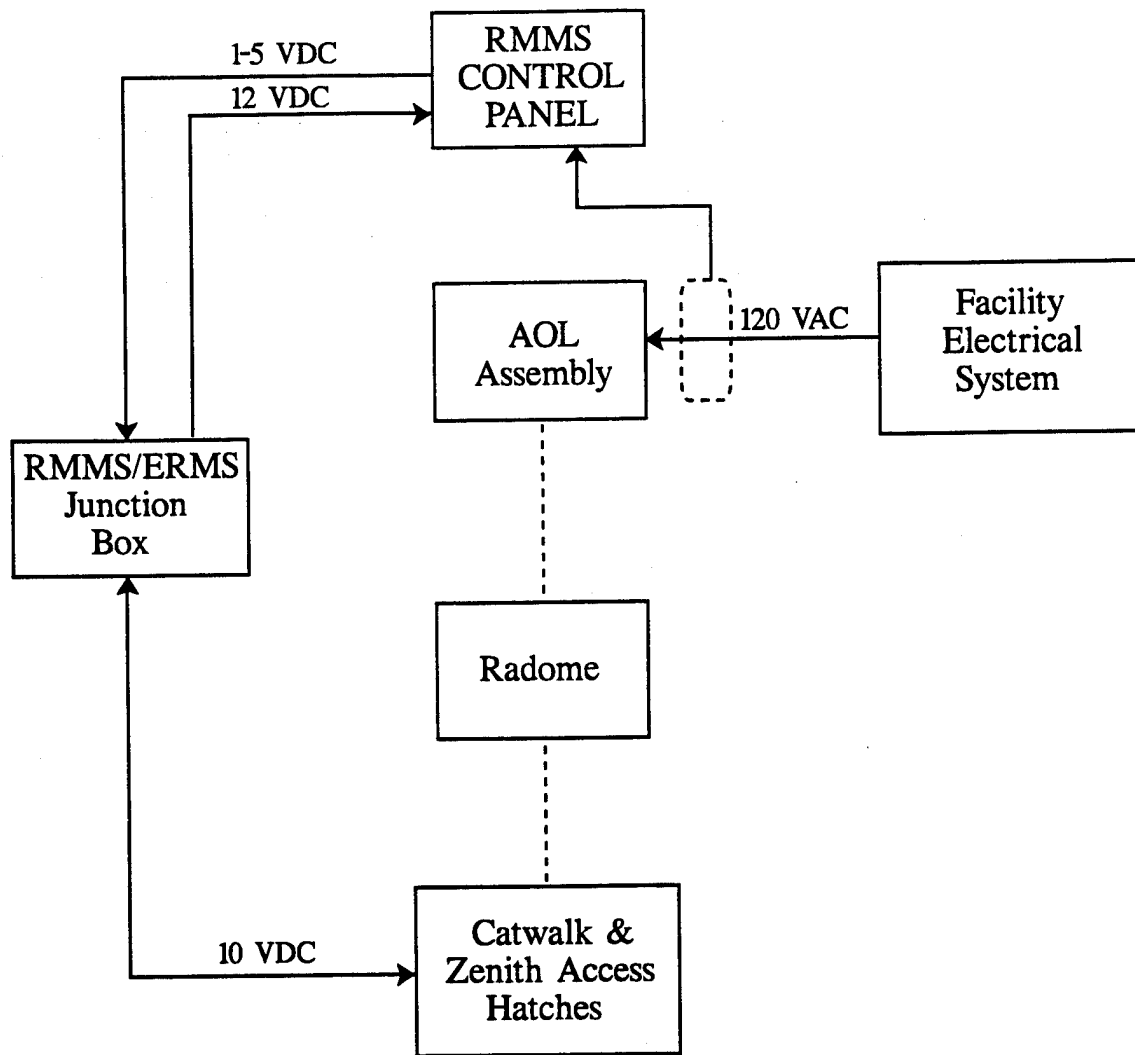 RMMS
CONTROL
PANEL
1-5 VDC
12 VDC
AOL
Assembly
120 VAC
Facility
Electrical
System
RMMS/ERMS
Junction
Box
Radome
10 VDC
Catwalk &
Zenith Access
Hatches